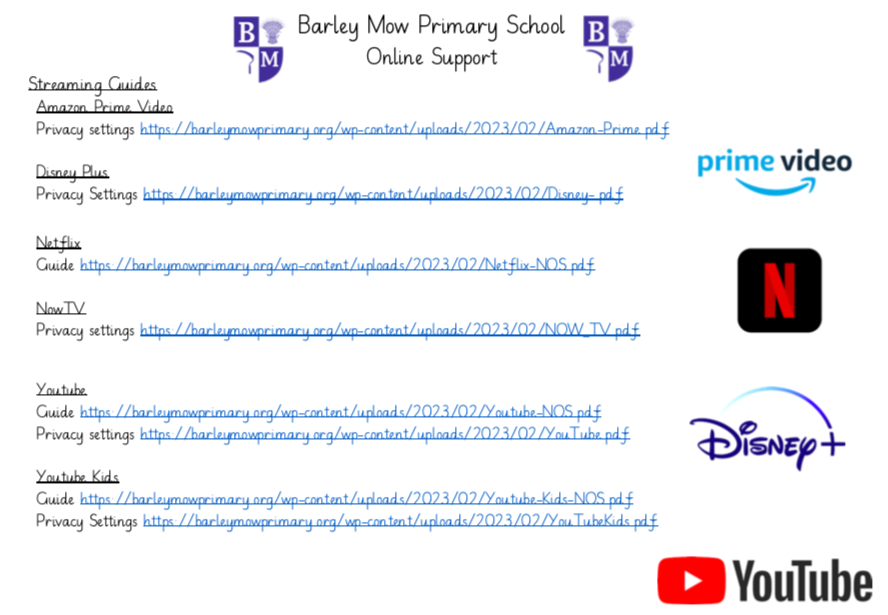 B
M
Barley Mow Primary School
B
M
Online Support
Streaming Guides
Amazon Prime Video
Privacy settings https://barleymowprimary.org/wp-content/uploads/2023/02/Amazon-Prime.pdf
prime video
Disney Plus
Privacy Settings https://barleymowprimary.org/wp-content/uploads/2023/02/Disney-.pdf
Netflix
Guide https://barleymowprimary.org/wp-content/uploads/2023/02/Netflix-NOS.pdf
N
NowTV
Privacy settings https://barleymowprimary.org/wp-content/uploads/2023/02/NOW_TV.pdf
Youtube
Guide https://barleymowprimary.org/wp-content/uploads/2023/02/Youtube-NOS.pdf
Privacy settings https://barleymowprimary.org/wp-content/uploads/2023/02/YouTube.pdf
Disney+
Youtube Kids
Guide https://barleymowprimary.org/wp-content/uploads/2023/02/Youtube-Kids-NOS.pdf
Privacy Settings https://barleymowprimary.org/wp-content/uploads/2023/02/YouTubeKids.pdf
YouTube